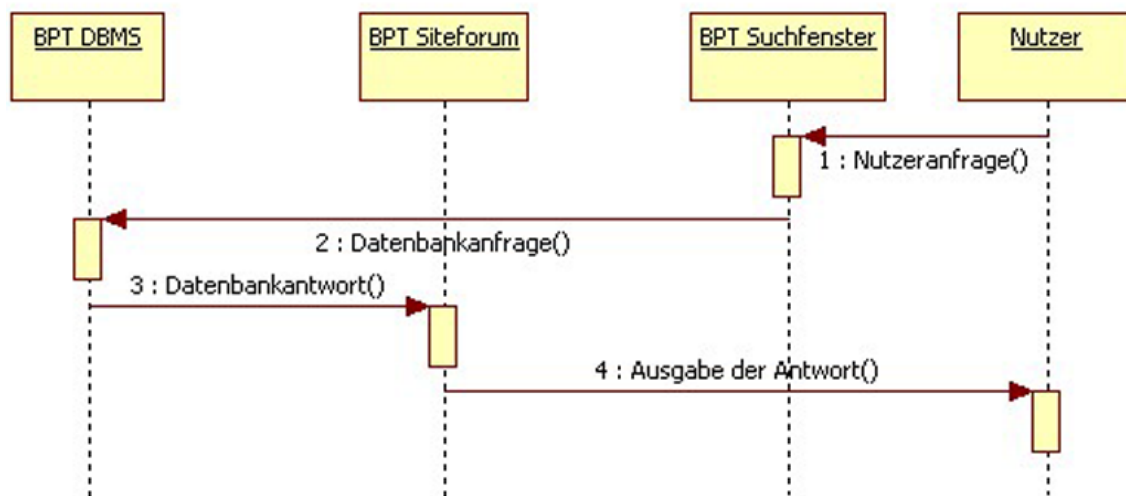 BPT DBMS
BPT Siteforum
BPT Suchfenster
Nutzer
1 : Nutzeranfrage()
2 : Datenbankanfrage()
3 : Datenbankantwort()
4 : Ausgabe der Antwort()